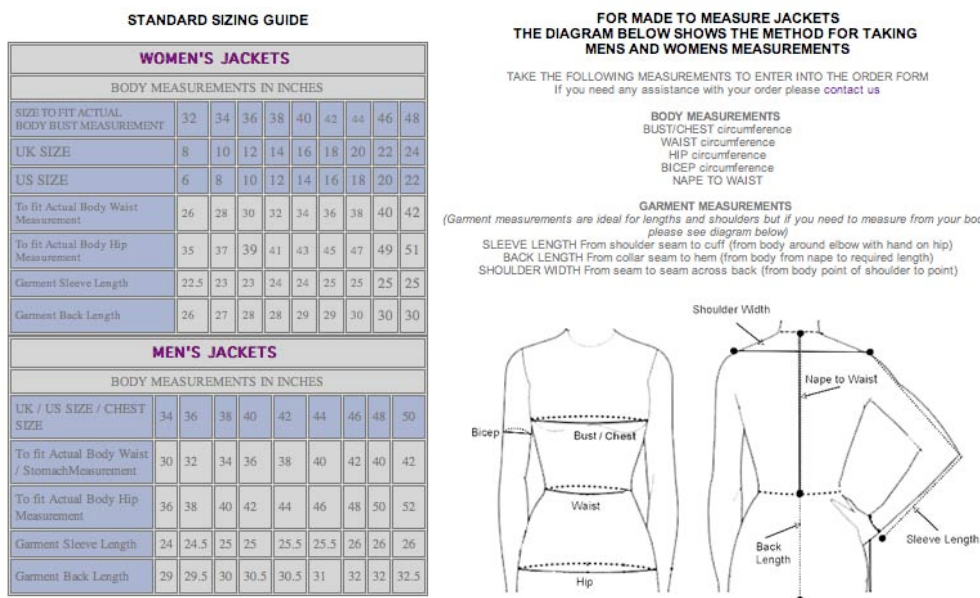 STANDARD SIZING GUIDE
WOMEN'S JACKETS
BODY MEASUREMENTS IN INCHES
SIZE TO FIT ACTUAL
BODY BUST MEASUREMENT 32 34 36 38 40 42 44 46 48
UK SIZE 8 10 12 14 16 18 20 22 24
US SIZE 6 8 10 12 14 16 18 20 22
To fit Actual Body Waist
Measurement 26 28 30 32 34 36 38 40 42
To fit Actual Body Hip
Measurement 35 37 39 41 43 45 47 49 51
Garment Sleeve Length 22.5 23 23 24 24 25 25 25 25
Garment Back Length 26 27 28 28 29 29 30 30 30
MEN'S JACKETS
BODY MEASUREMENTS IN INCHES
UK / US SIZE / CHEST
SIZE 34 36 38 40 42 44 46 48 50
To fit Actual Body Waist
/ StomachMeasurement 30 32 34 36 38 40 42 40 42
To fit Actual Body Hip
Measurement 36 38 40 42 44 46 48 50 52
Garment Sleeve Length 24 24.5 25 25 25.5 25.5 26 26 26
Garment Back Length 29 29.5 30 30.5 30.5 31 32 32 32.5
FOR MADE TO MEASURE JACKETS
THE DIAGRAM BELOW SHOWS THE METHOD FOR TAKING
MENS AND WOMENS MEASUREMENTS
TAKE THE FOLLOWING MEASUREMENTS TO ENTER INTO THE ORDER FORM
If you need any assistance with your order please contact us
BODY MEASUREMENTS
BUST/CHEST circumference
WAIST circumference
HIP circumference
BICEP circumference
NAPE TO WAIST
GARMENT MEASUREMENTS
(Garment measurements are ideal for lengths and shoulders but if you need to measure from your
please see diagram below)
SLEEVE LENGTH From shoulder seam to cuff (from body around elbow with hand on hip)
BACK LENGTH From collar seam to hem (from body from nape to required length)
SHOULDER WIDTH From seam to seam across back (from body point of shoulder to point)
Shoulder Width
Nape to Waist
Bicep
Bust / Chest
Waist
Back
Length
Sleeve Length
Hip